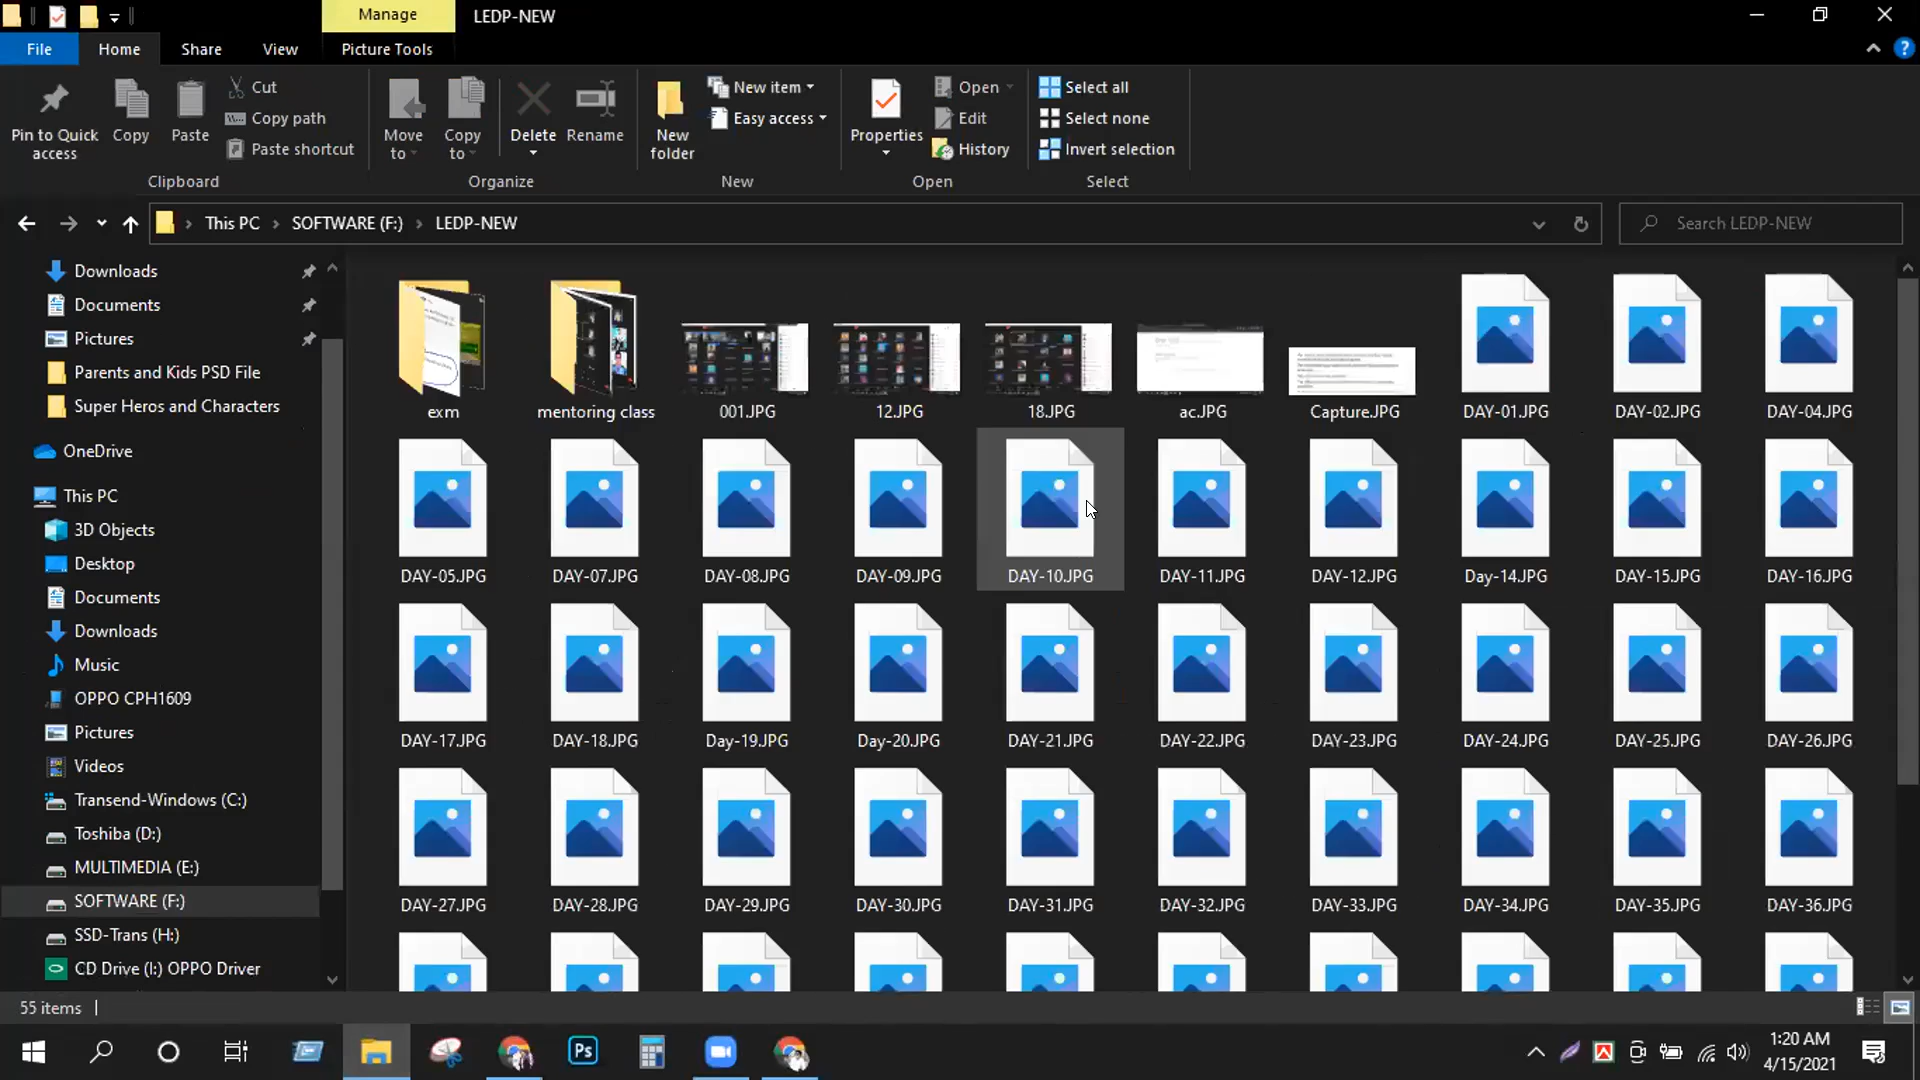 Manage
LEDP-NEW
File
Home
Share
View
Picture Tools
Pin to Quick access
Copy
Paste
Cut
Copy path
Paste shortcut
Move to
Copy to
Delete
Rename
New folder
New item
Easy access
Properties
Open
Edit
History
Select all
Select none
Invert selection
Clipboard
Organize
New
Open
Select
This PC > SOFTWARE (F:) > LEDP-NEW
Search LEDP-NEW
Downloads
Documents
Pictures
Parents and Kids PSD File
Super Heros and Characters
OneDrive
This PC
3D Objects
Desktop
Documents
Downloads
Music
OPPO CPH1609
Pictures
Videos
Transend-Windows (C:)
Toshiba (D:)
MULTIMEDIA (E:)
SOFTWARE (F:)
SSD-Trans (H:)
CD Drive (I:) OPPO Driver
exm
mentoring class
001.JPG
12.JPG
18.JPG
ac.JPG
Capture.JPG
DAY-01.JPG
DAY-02.JPG
DAY-04.JPG
DAY-05.JPG
DAY-07.JPG
DAY-08.JPG
DAY-09.JPG
DAY-10.JPG
DAY-11.JPG
DAY-12.JPG
Day-14.JPG
DAY-15.JPG
DAY-16.JPG
DAY-17.JPG
DAY-18.JPG
Day-19.JPG
Day-20.JPG
DAY-21.JPG
DAY-22.JPG
DAY-23.JPG
DAY-24.JPG
DAY-25.JPG
DAY-26.JPG
DAY-27.JPG
DAY-28.JPG
DAY-29.JPG
DAY-30.JPG
DAY-31.JPG
DAY-32.JPG
DAY-33.JPG
DAY-34.JPG
DAY-35.JPG
DAY-36.JPG
55 items
Ps
1:20 AM
4/15/2021